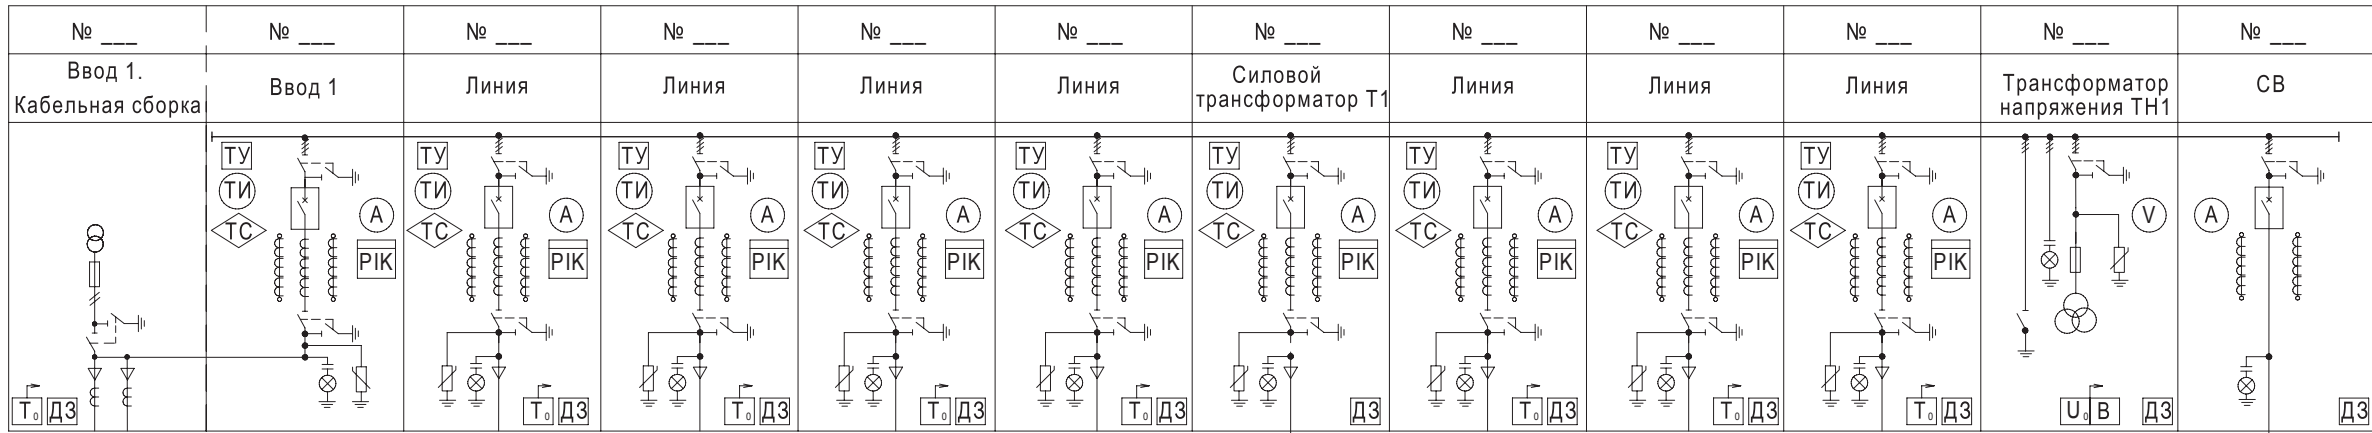 № ___ № ___ № ___ № ___ № ___ № ___ № ___ № ___ № ___ № ___ № ___ № ___
Ввод 1.
Кабельная сборка
Ввод 1
Линия
Линия
Линия
Линия
Силовой
трансформатор Т1
Линия
Линия
Линия
Трансформатор
напряжения ТН1
СВ
ТУ ТУ ТУ ТУ ТУ ТУ ТУ ТУ ТУ
ТИ ТИ ТИ ТИ ТИ ТИ ТИ ТИ ТИ
ТС A ТС A ТС A ТС A ТС A ТС A ТС A ТС A ТС A V A
PIK PIK PIK PIK PIK PIK PIK PIK PIK
T₀ ДЗ T₀ ДЗ T₀ ДЗ T₀ ДЗ T₀ ДЗ ДЗ T₀ ДЗ T₀ ДЗ T₀ ДЗ U₀ В ДЗ ДЗ